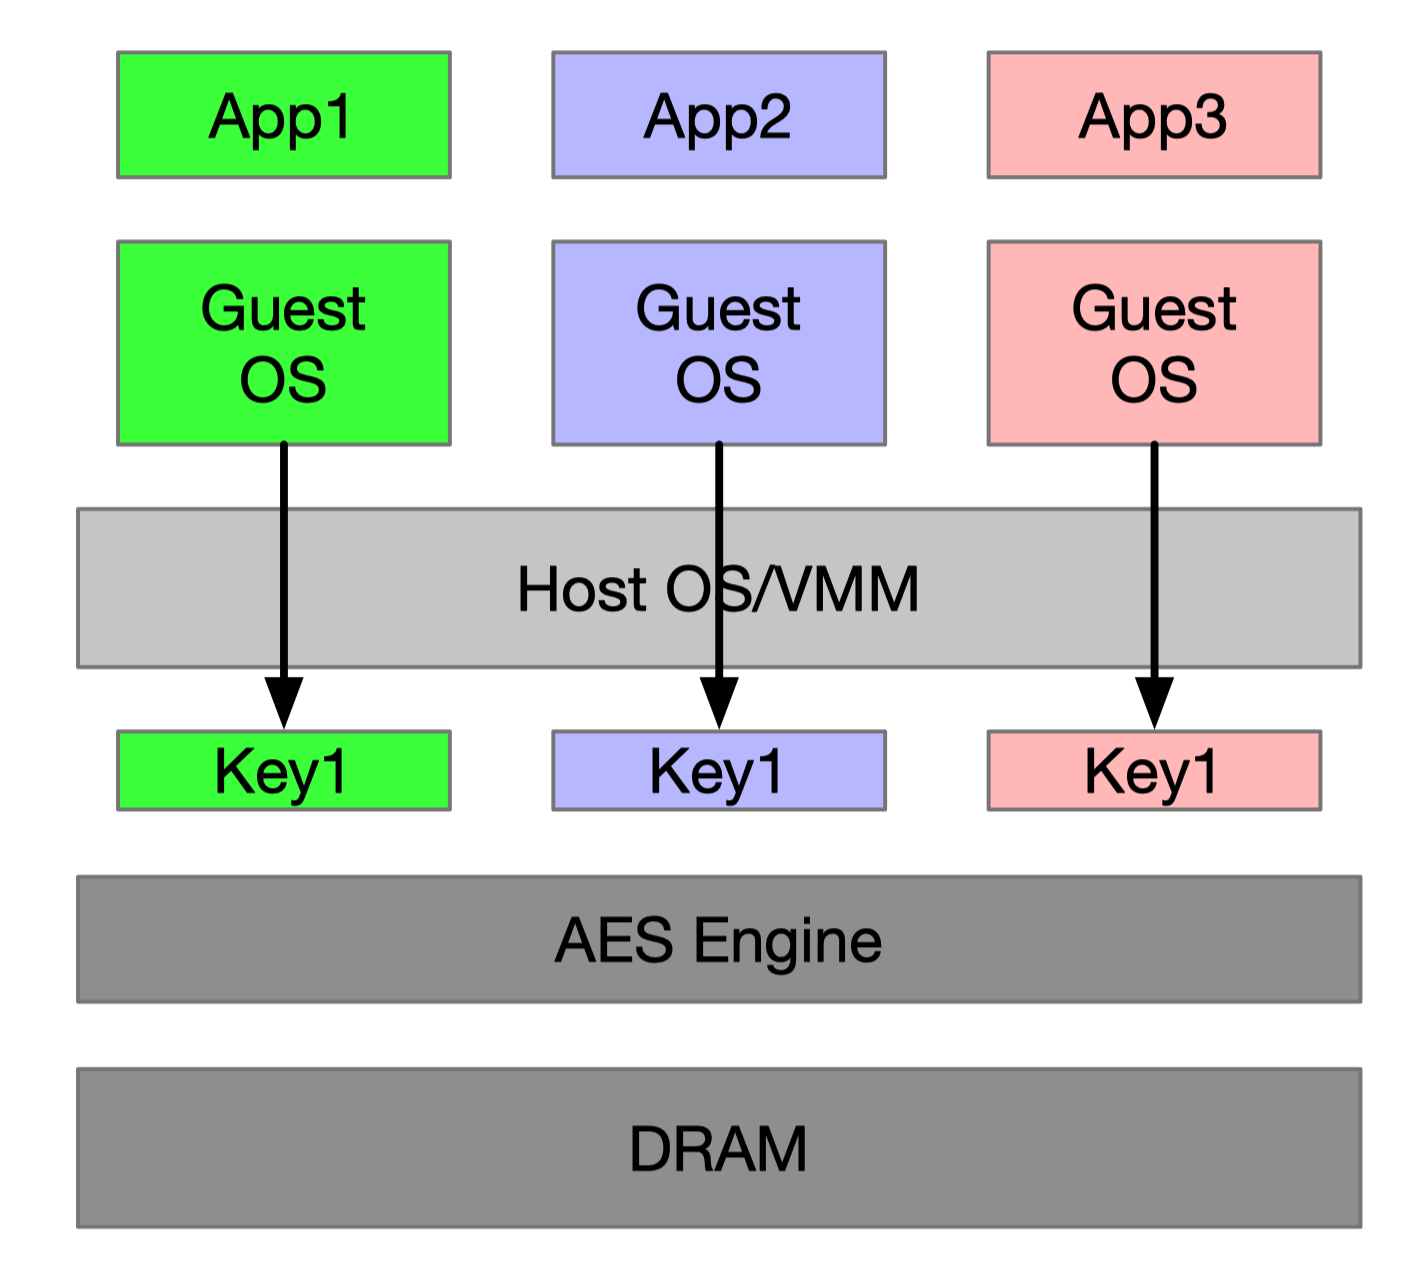 App1
App2
App3
Guest
OS
Guest
OS
Guest
OS
Host OS/VMM
Key1
Key1
Key1
AES Engine
DRAM